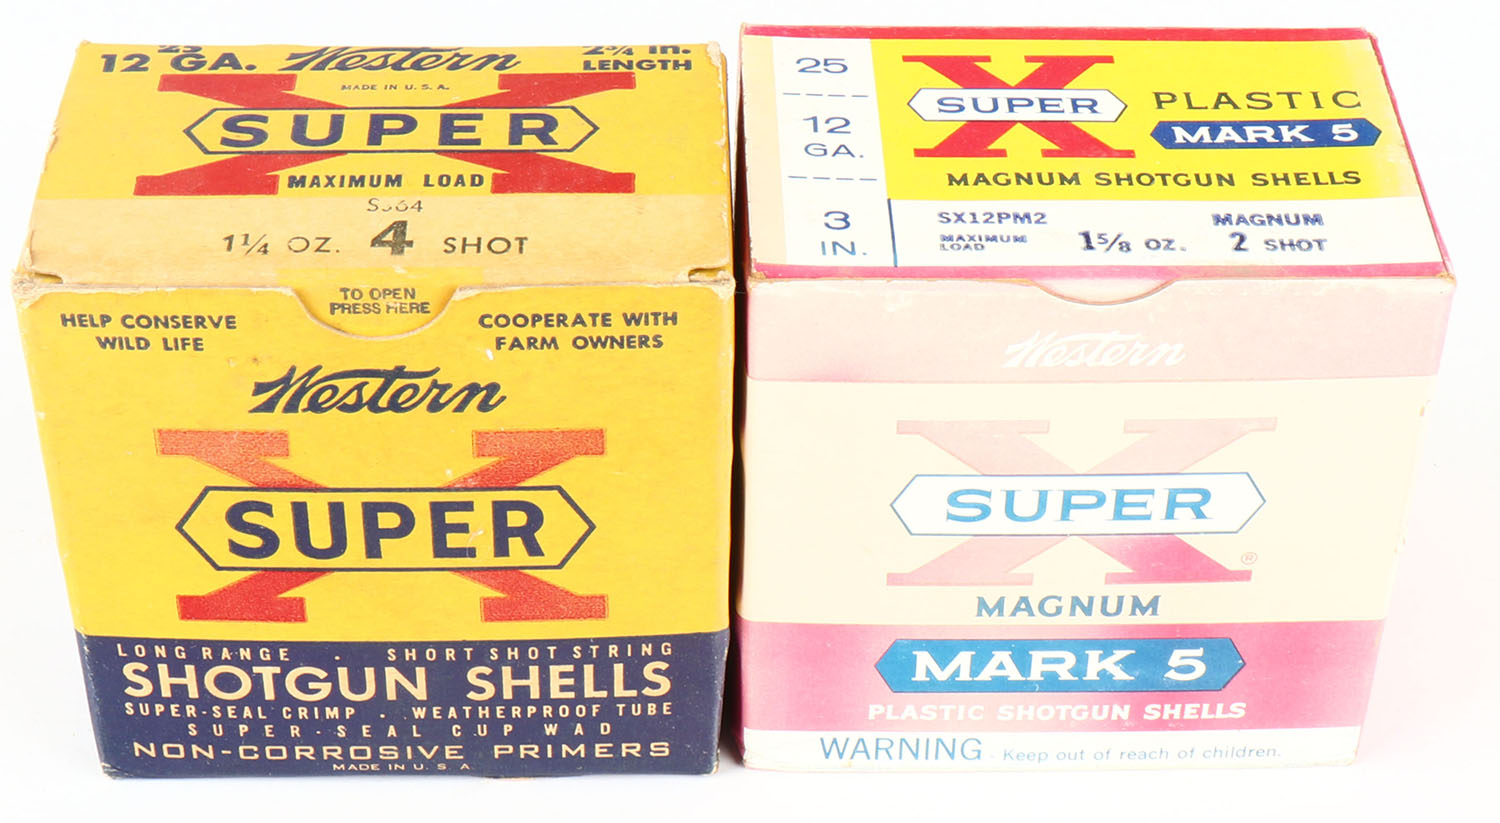 25
12 GA. Western 2¾ in.
LENGTH
MADE IN U. S. A.
SUPER X
MAXIMUM LOAD
1¼ OZ. 4 SHOT
TO OPEN
PRESS HERE
HELP CONSERVE
WILD LIFE
COOPERATE WITH
FARM OWNERS
Western
SUPER X
LONG RANGE · SHORT SHOT STRING
SHOTGUN SHELLS
SUPER-SEAL CRIMP · WEATHERPROOF TUBE
SUPER-SEAL CUP WAD
NON-CORROSIVE PRIMERS
MADE IN U. S. A.
25
12
GA.
3
IN.
SUPER X
PLASTIC
MARK 5
MAGNUM SHOTGUN SHELLS
SX12PM2 MAGNUM
MAXIMUM
LOAD
1⅝ OZ. 2 SHOT
Western
SUPER X ®
MAGNUM
MARK 5
PLASTIC SHOTGUN SHELLS
WARNING - Keep out of reach of children.